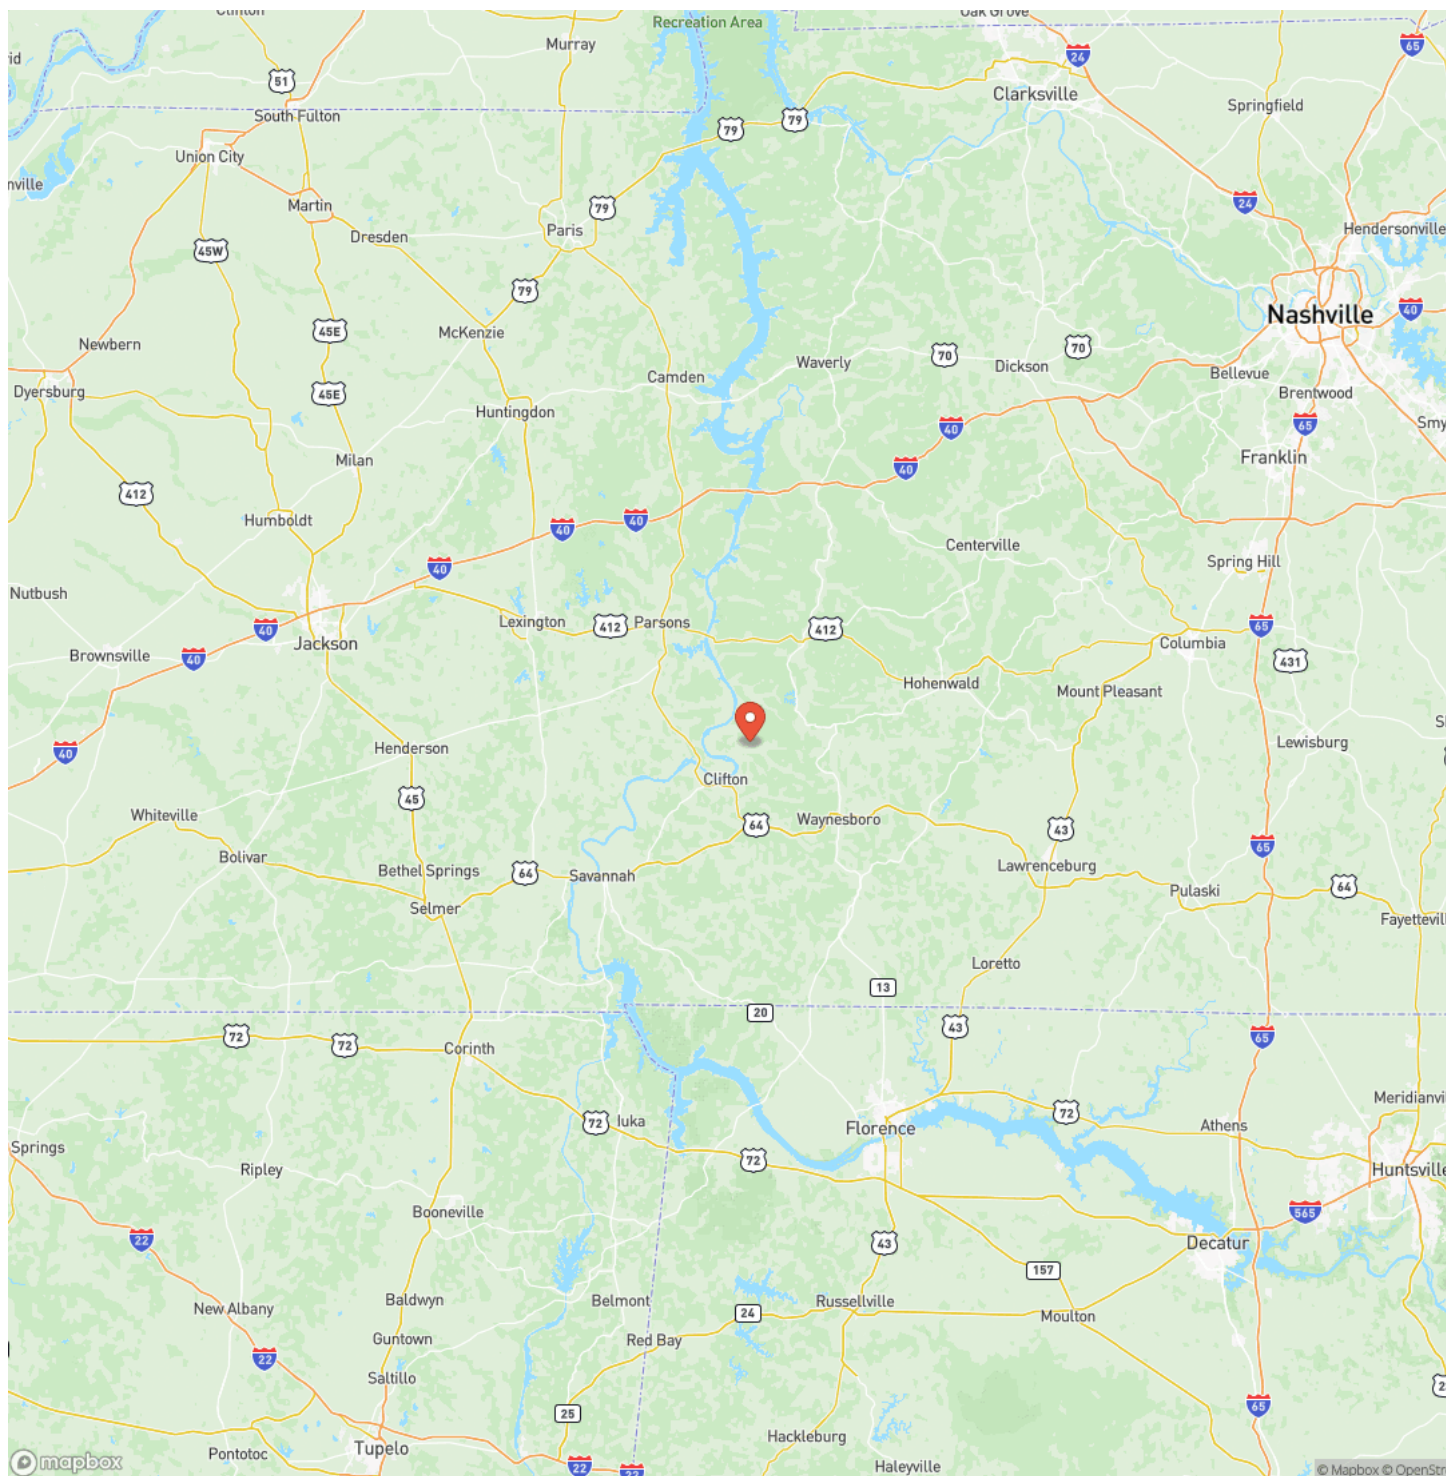 Clinton
Recreation Area
Oak Grove
Murray
65
24
51
Clarksville
Springfield
South Fulton
79
79
Union City
nville
Martin
79
24
Paris
Hendersonville
Dresden
45W
79
40
Nashville
45E
McKenzie
Newbern
70
70
Waverly
Dickson
Bellevue
Camden
Dyersburg
45E
Brentwood
Huntingdon
65
Smy
40
Milan
Franklin
40
412
Humboldt
40
40
Centerville
40
Spring Hill
Nutbush
Lexington
412
Parsons
412
65
40
Jackson
Columbia
Brownsville
40
431
Hohenwald
Mount Pleasant
Henderson
Lewisburg
40
Clifton
45
Whiteville
64
Waynesboro
43
65
Bolivar
Bethel Springs
64
Savannah
Lawrenceburg
Pulaski
64
Selmer
Fayettevill
Loretto
13
20
43
72
72
65
Corinth
Meridianvi
72
Iuka
72
Florence
Athens
Springs
72
Ripley
Huntsville
Booneville
565
22
43
Decatur
157
New Albany
Baldwyn
Belmont
Russellville
24
Moulton
Guntown
Red Bay
22
Saltillo
65
25
Tupelo
Hackleburg
Pontotoc
22
22
Haleyville
mapbox
© Mapbox © OpenStr